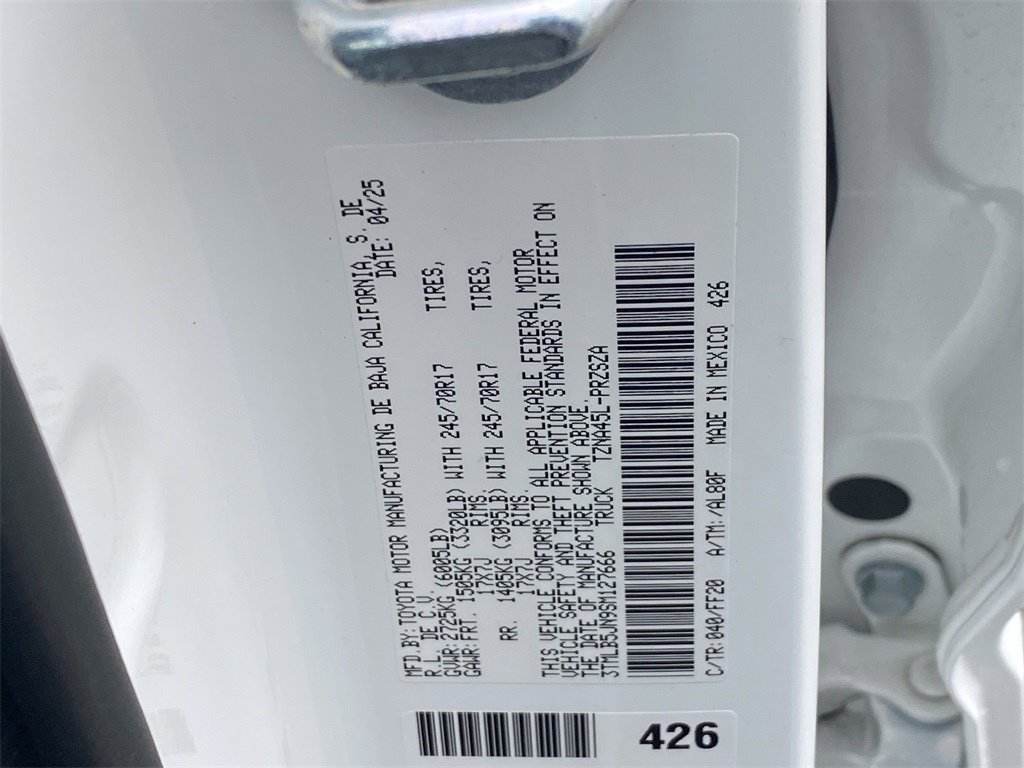 MFD.BY:TOYOTA MOTOR MANUFACTURING DE BAJA CALIFORNIA, S. DE
R.L. DE C.V. DATE: 04/25
GVWR:2725KG (6005LB)
GAWR:FRT. 1505KG (3320LB) WITH 245/70R17 TIRES,
17X7J RIMS.
RR. 1405KG (3095LB) WITH 245/70R17 TIRES,
17X7J RIMS.
THIS VEHICLE CONFORMS TO ALL APPLICABLE FEDERAL MOTOR
VEHICLE SAFETY AND THEFT PREVENTION STANDARDS IN EFFECT ON
THE DATE OF MANUFACTURE SHOWN ABOVE.
3TMLB5JN9SM127666 TRUCK TZNA45L-PRZSZA
C/TR:040/FF20 A/TM:/AL80F MADE IN MEXICO 426
426